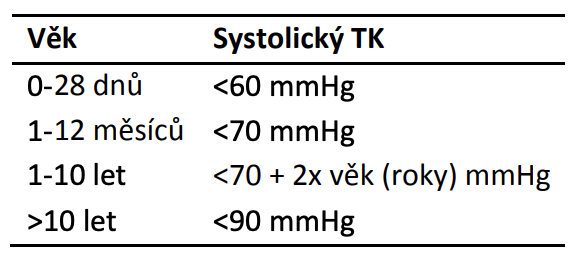 Věk Systolický TK
0-28 dnů <60 mmHg
1-12 měsíců <70 mmHg
1-10 let <70 + 2x věk (roky) mmHg
>10 let <90 mmHg